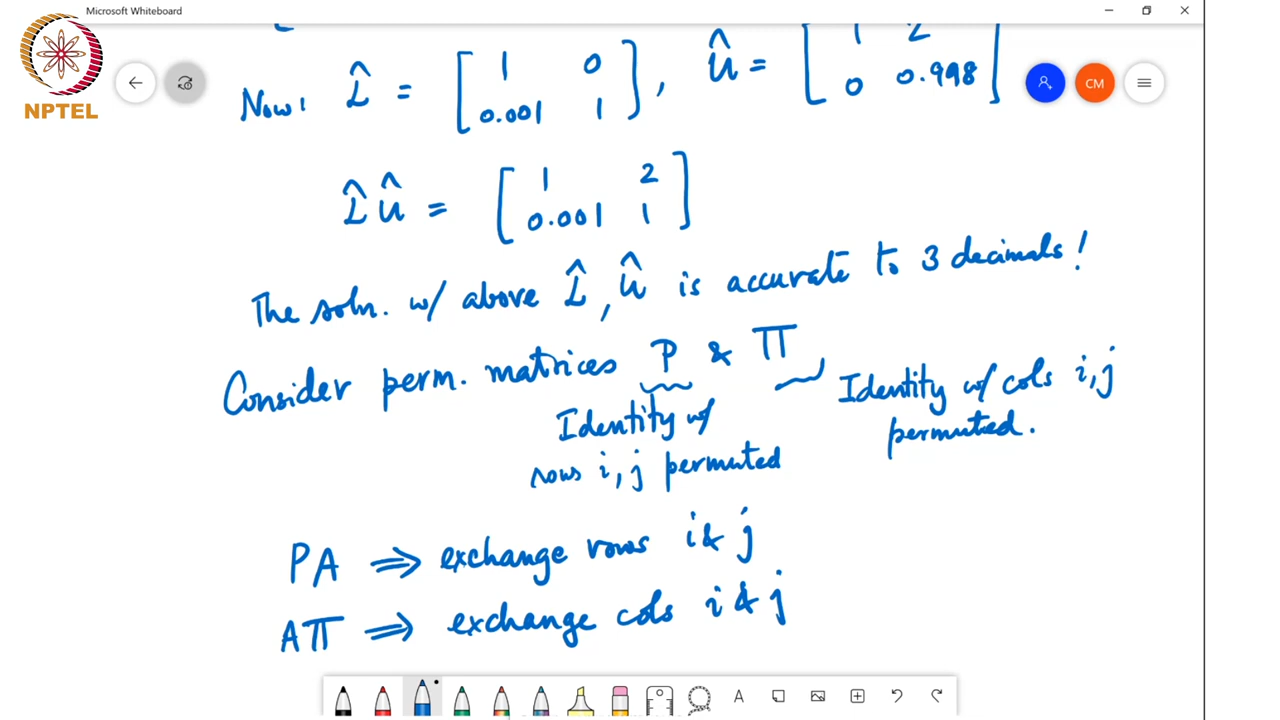 Microsoft Whiteboard
NPTEL
CM
Now: L̂ = [ 1 0 ; 0.001 1 ], Û = [ 1 2 ; 0 0.998 ]
L̂ Û = [ 1 2 ; 0.001 1 ]
The soln. w/ above L̂, Û is accurate to 3 decimals!
Consider perm. matrices P & Π
Identity w/ rows i, j permuted
Identity w/ cols i, j permuted.
PA ⇒ exchange rows i & j
AΠ ⇒ exchange cols i & j
A